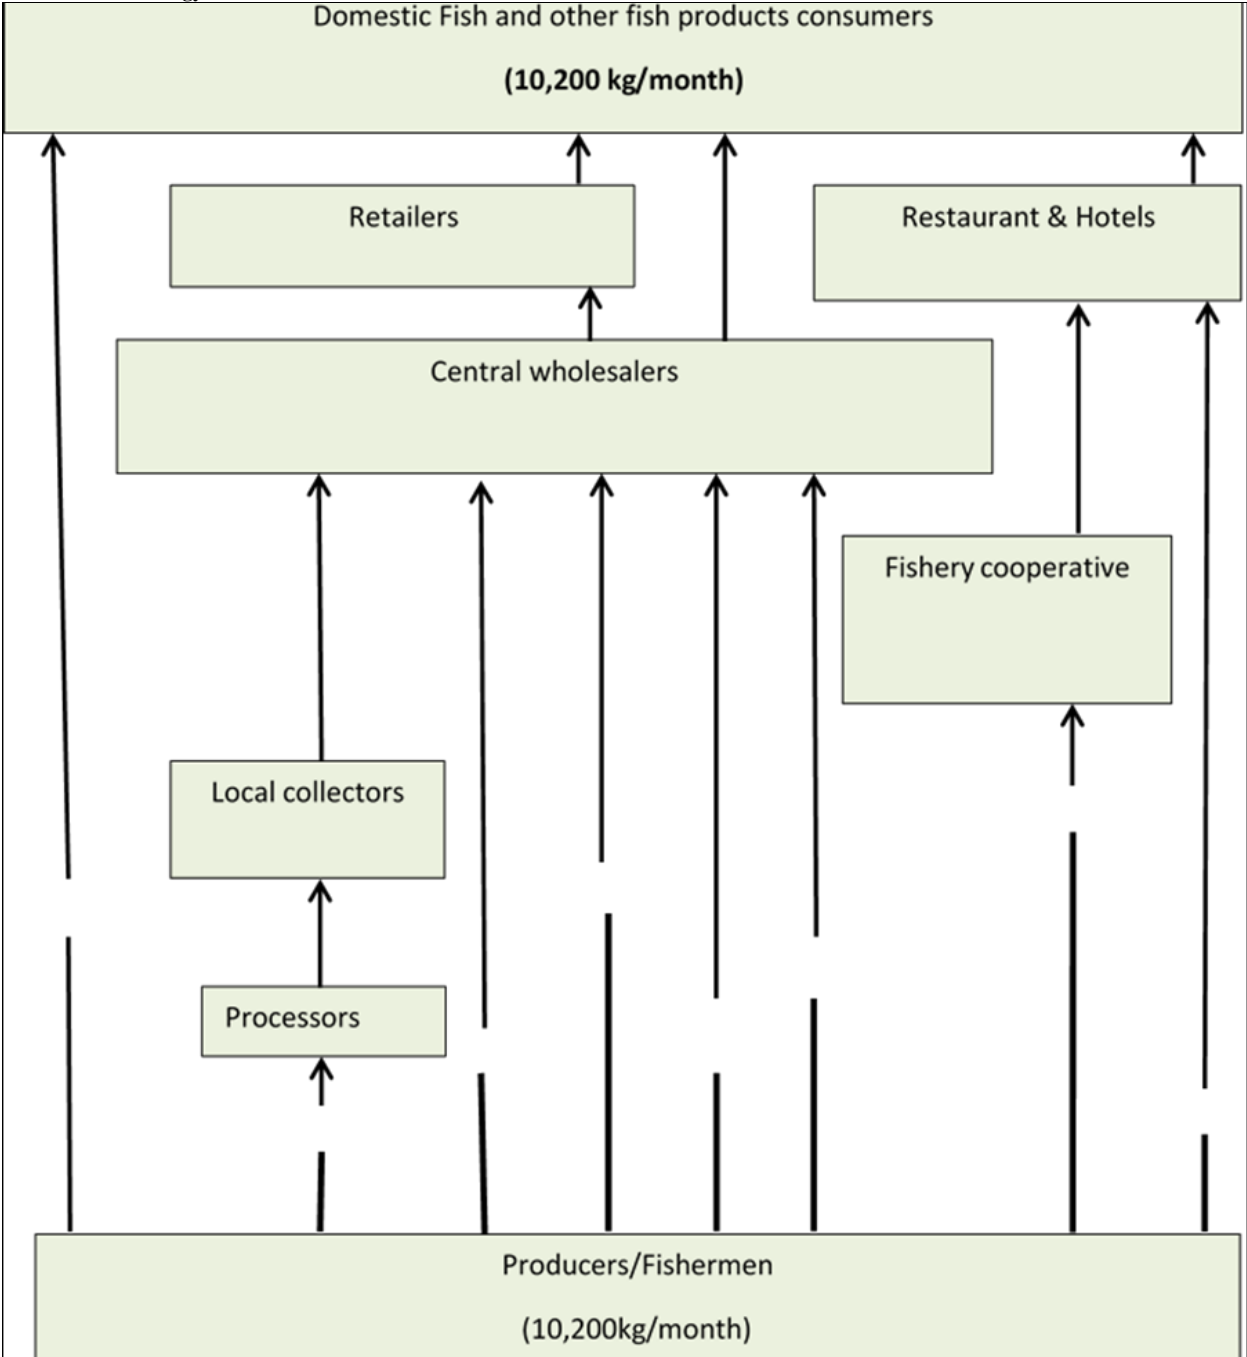 Domestic Fish and other fish products consumers
(10,200 kg/month)
Retailers
Restaurant & Hotels
Central wholesalers
Fishery cooperative
Local collectors
Processors
Producers/Fishermen
(10,200kg/month)